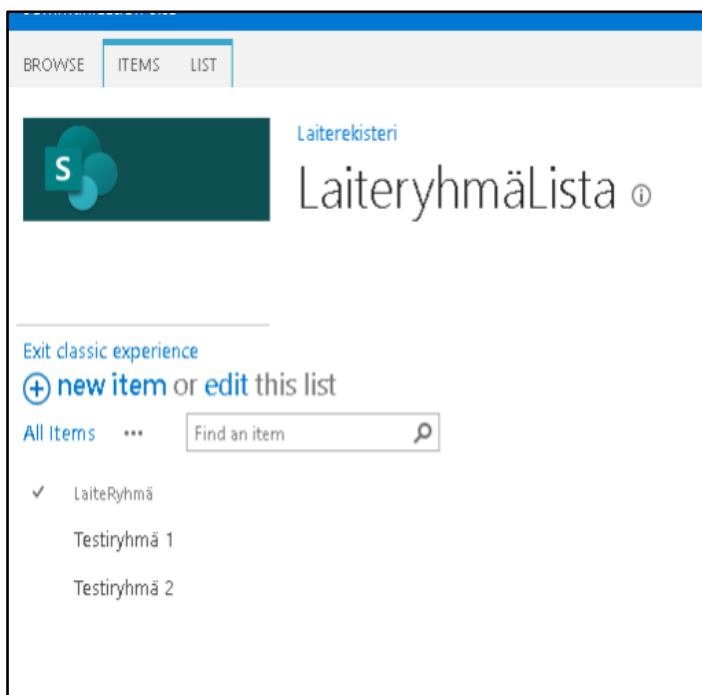 BROWSE ITEMS LIST
S
Laiterekisteri
LaiteryhmäLista
Exit classic experience
new item or edit this list
All Items ••• Find an item
LaiteRyhmä
Testiryhmä 1
Testiryhmä 2